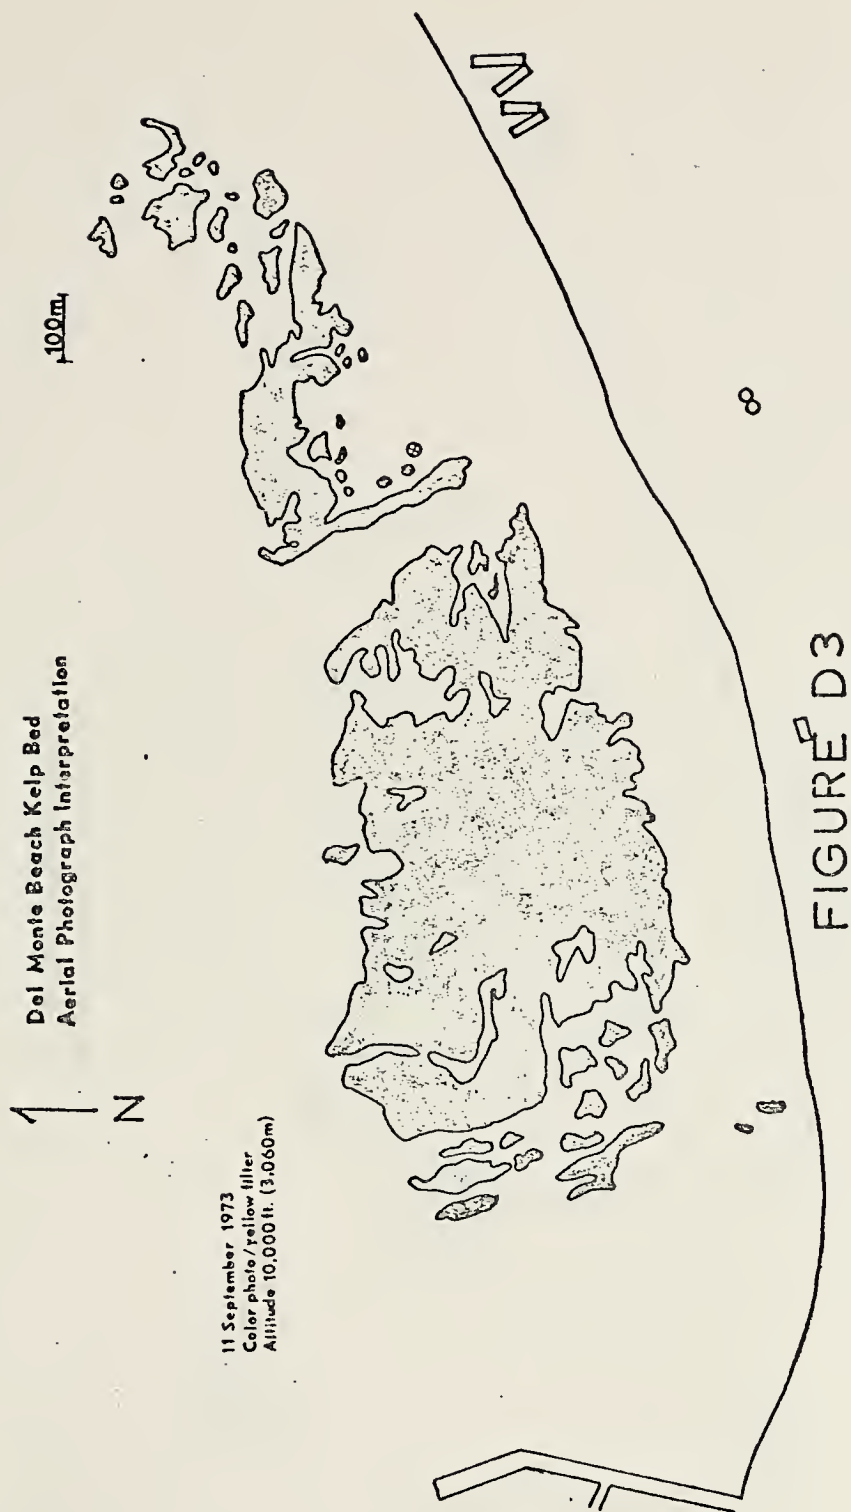 Del Monte Beach Kelp Bed
Aerial Photograph Interpretation
N
11 September 1973
Color photo/yellow filter
Altitude 10,000 ft. (3,060m)
100m
FIGURE D3